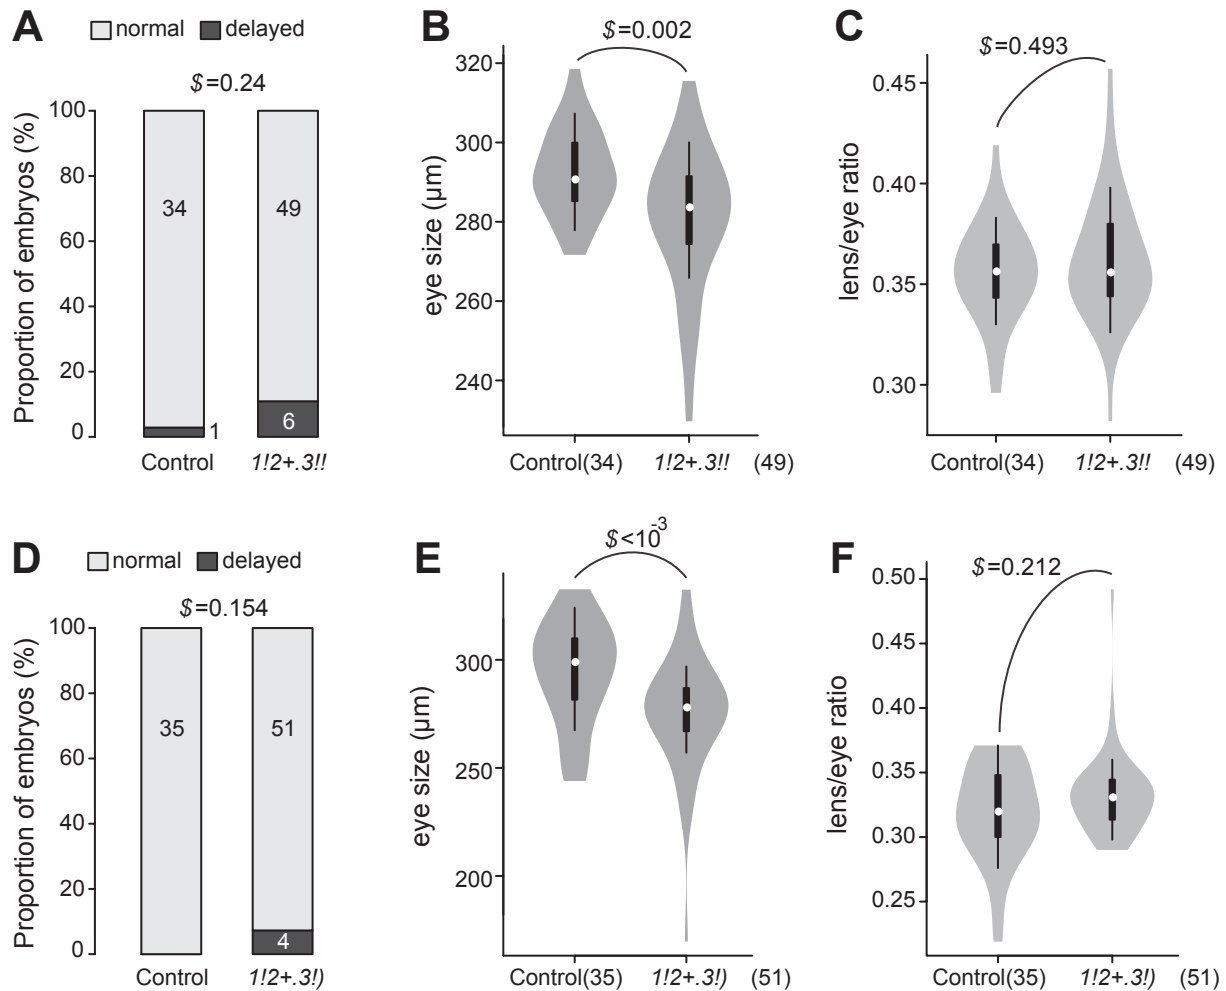 A
normal delayed
$=0.24
Proportion of embryos (%)
100
80
60
40
20
0
34
49
1
6
Control 1!2+.3!!
B
$=0.002
eye size (µm)
320
300
280
260
240
Control(34) 1!2+.3!! (49)
C
$=0.493
lens/eye ratio
0.45
0.40
0.35
0.30
Control(34) 1!2+.3!! (49)
D
normal delayed
$=0.154
Proportion of embryos (%)
100
80
60
40
20
0
35
51
4
Control 1!2+.3!)
E
$<10-3
eye size (µm)
300
250
200
Control(35) 1!2+.3!) (51)
F
$=0.212
lens/eye ratio
0.50
0.45
0.40
0.35
0.30
0.25
Control(35) 1!2+.3!) (51)